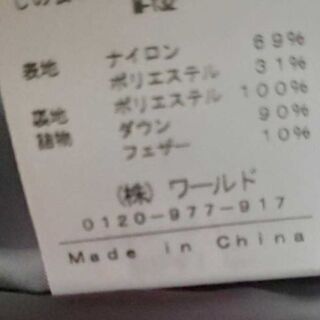 表地 ナイロン 69%
ポリエステル 31%
裏地 ポリエステル 100%
詰物 ダウン 90%
フェザー 10%
(株) ワールド
0120-977-917
Made in China